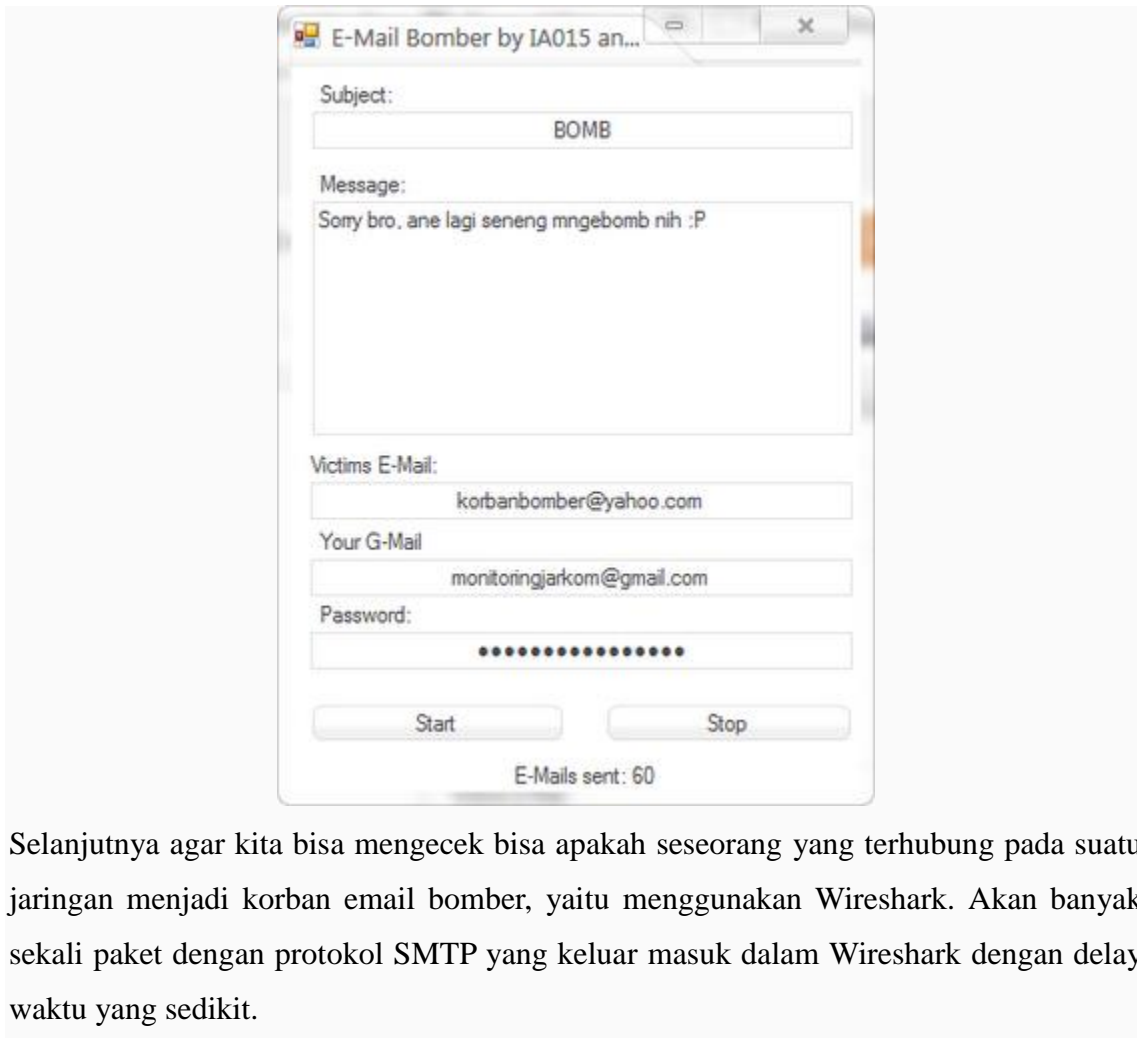 E-Mail Bomber by IA015 an...
Subject:
BOMB
Message:
Sorry bro, ane lagi seneng mngebomb nih :P
Victims E-Mail:
korbanbomber@yahoo.com
Your G-Mail
monitoringjarkom@gmail.com
Password:
••••••••••••••••
Start Stop
E-Mails sent: 60
Selanjutnya agar kita bisa mengecek bisa apakah seseorang yang terhubung pada suatu
jaringan menjadi korban email bomber, yaitu menggunakan Wireshark. Akan banyak
sekali paket dengan protokol SMTP yang keluar masuk dalam Wireshark dengan delay
waktu yang sedikit.